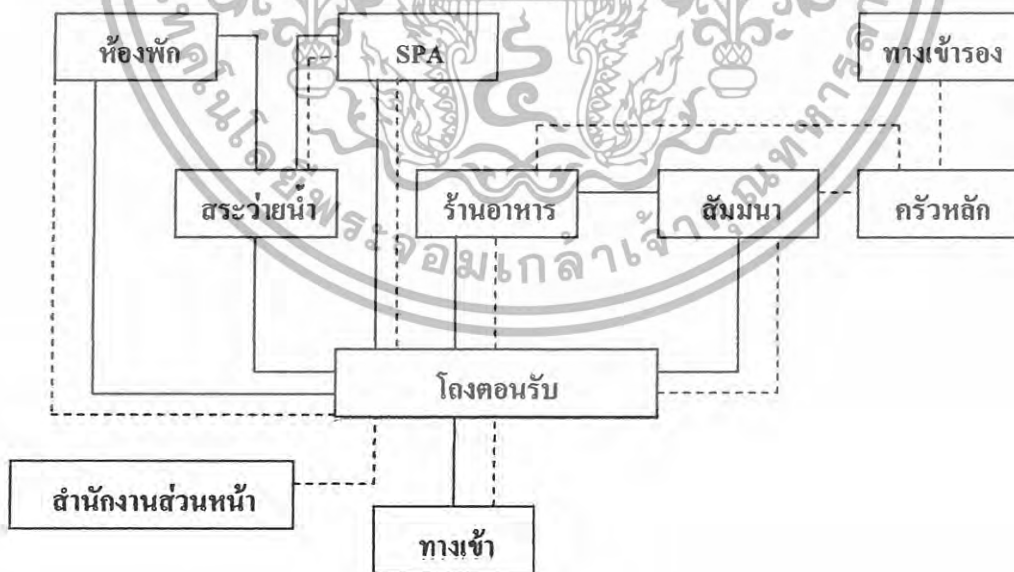 ห้องพัก
SPA
ทางเข้ารอง
สระว่ายน้ำ
ร้านอาหาร
สัมมนา
ครัวหลัก
โถงตอนรับ
สำนักงานส่วนหน้า
ทางเข้า